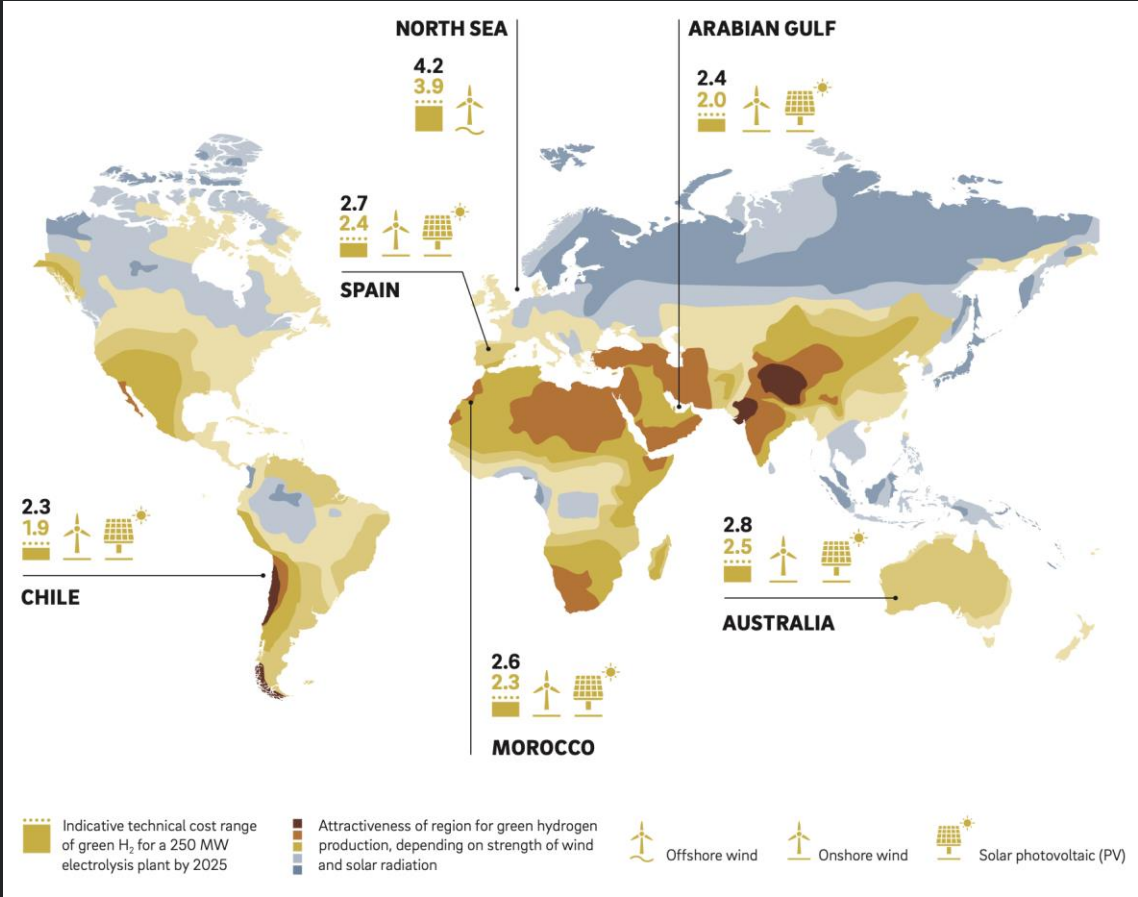 NORTH SEA
4.2
3.9
ARABIAN GULF
2.4
2.0
2.7
2.4
SPAIN
2.3
1.9
CHILE
2.8
2.5
AUSTRALIA
2.6
2.3
MOROCCO
Indicative technical cost range
of green H₂ for a 250 MW
electrolysis plant by 2025
Attractiveness of region for green hydrogen
production, depending on strength of wind
and solar radiation
Offshore wind
Onshore wind
Solar photovoltaic (PV)